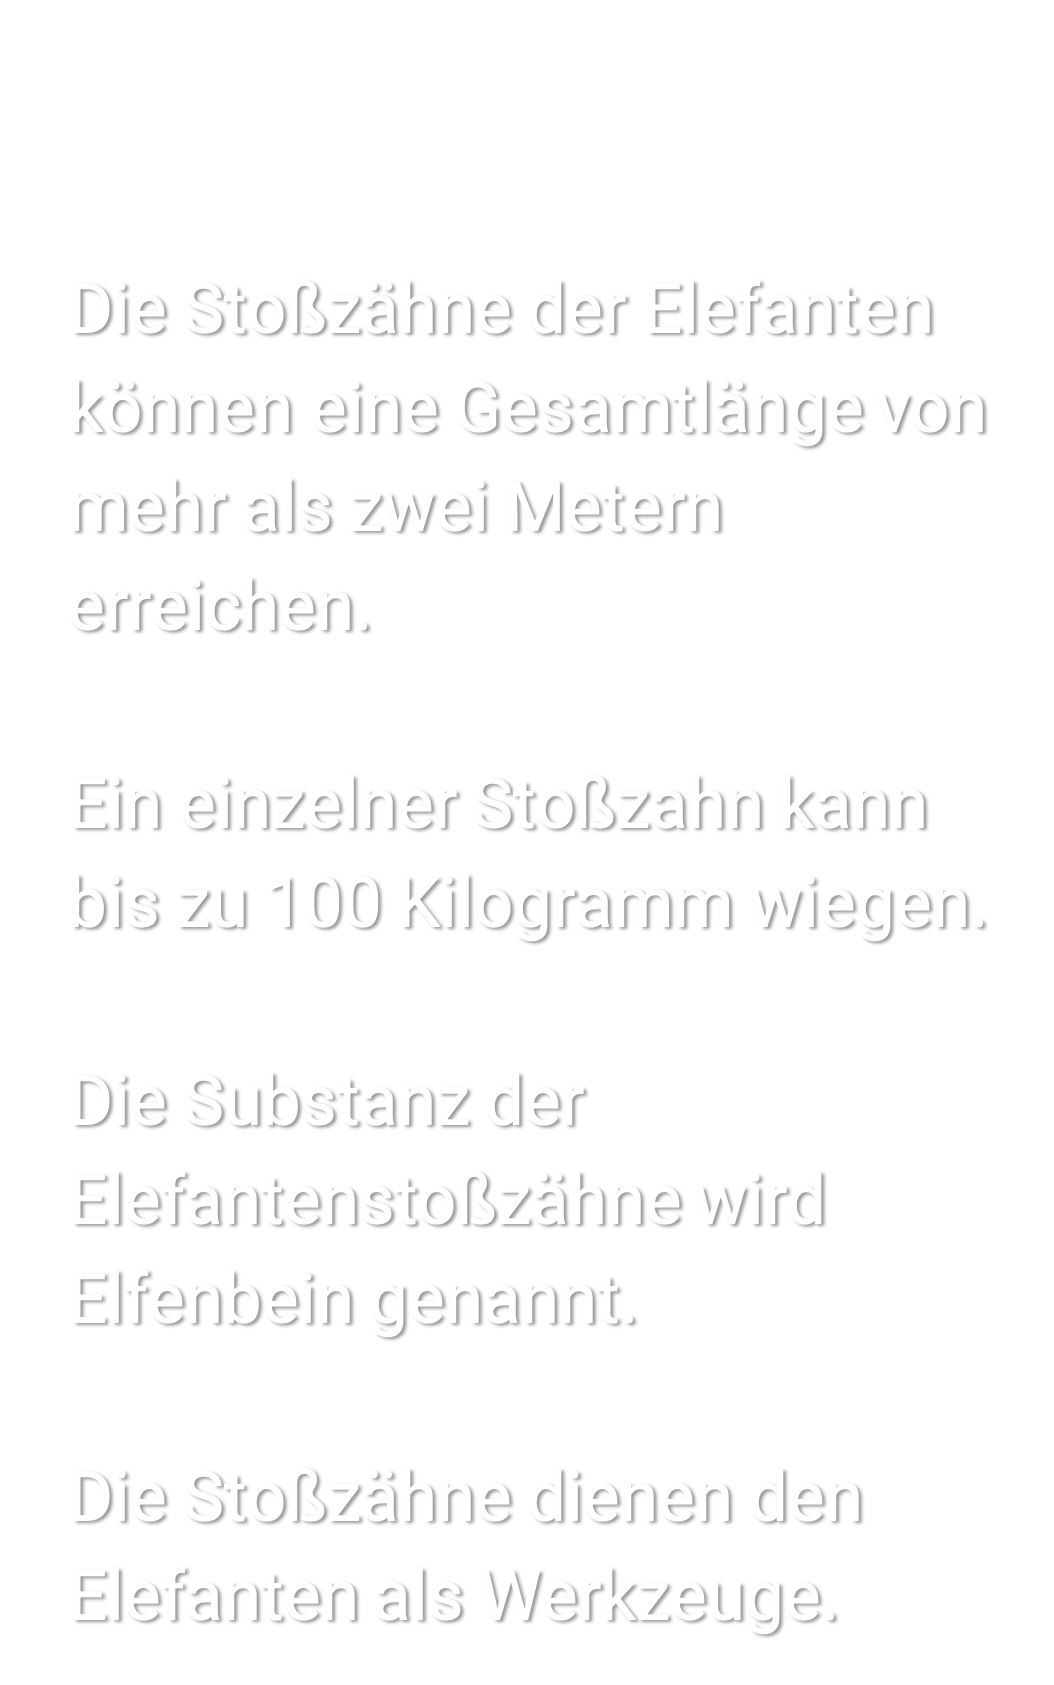 Die Stoßzähne der Elefanten
können eine Gesamtlänge von
mehr als zwei Metern
erreichen.
Ein einzelner Stoßzahn kann
bis zu 100 Kilogramm wiegen.
Die Substanz der
Elefantenstoßzähne wird
Elfenbein genannt.
Die Stoßzähne dienen den
Elefanten als Werkzeuge.